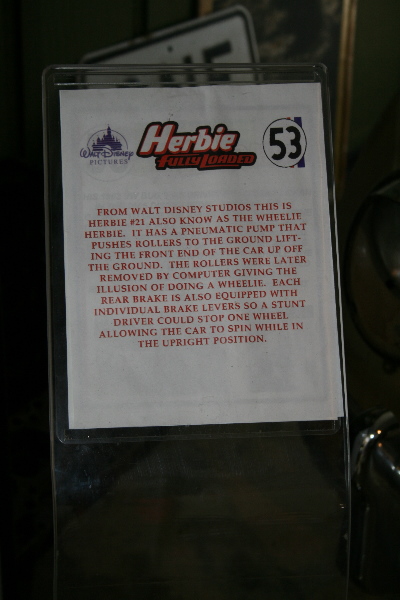 WALT DISNEY
PICTURES
Herbie
FULLY LOADED
53
FROM WALT DISNEY STUDIOS THIS IS
HERBIE #21 ALSO KNOW AS THE WHEELIE
HERBIE. IT HAS A PNEUMATIC PUMP THAT
PUSHES ROLLERS TO THE GROUND LIFT-
ING THE FRONT END OF THE CAR UP OFF
THE GROUND. THE ROLLERS WERE LATER
REMOVED BY COMPUTER GIVING THE
ILLUSION OF DOING A WHEELIE. EACH
REAR BRAKE IS ALSO EQUIPPED WITH
INDIVIDUAL BRAKE LEVERS SO A STUNT
DRIVER COULD STOP ONE WHEEL
ALLOWING THE CAR TO SPIN WHILE IN
THE UPRIGHT POSITION.